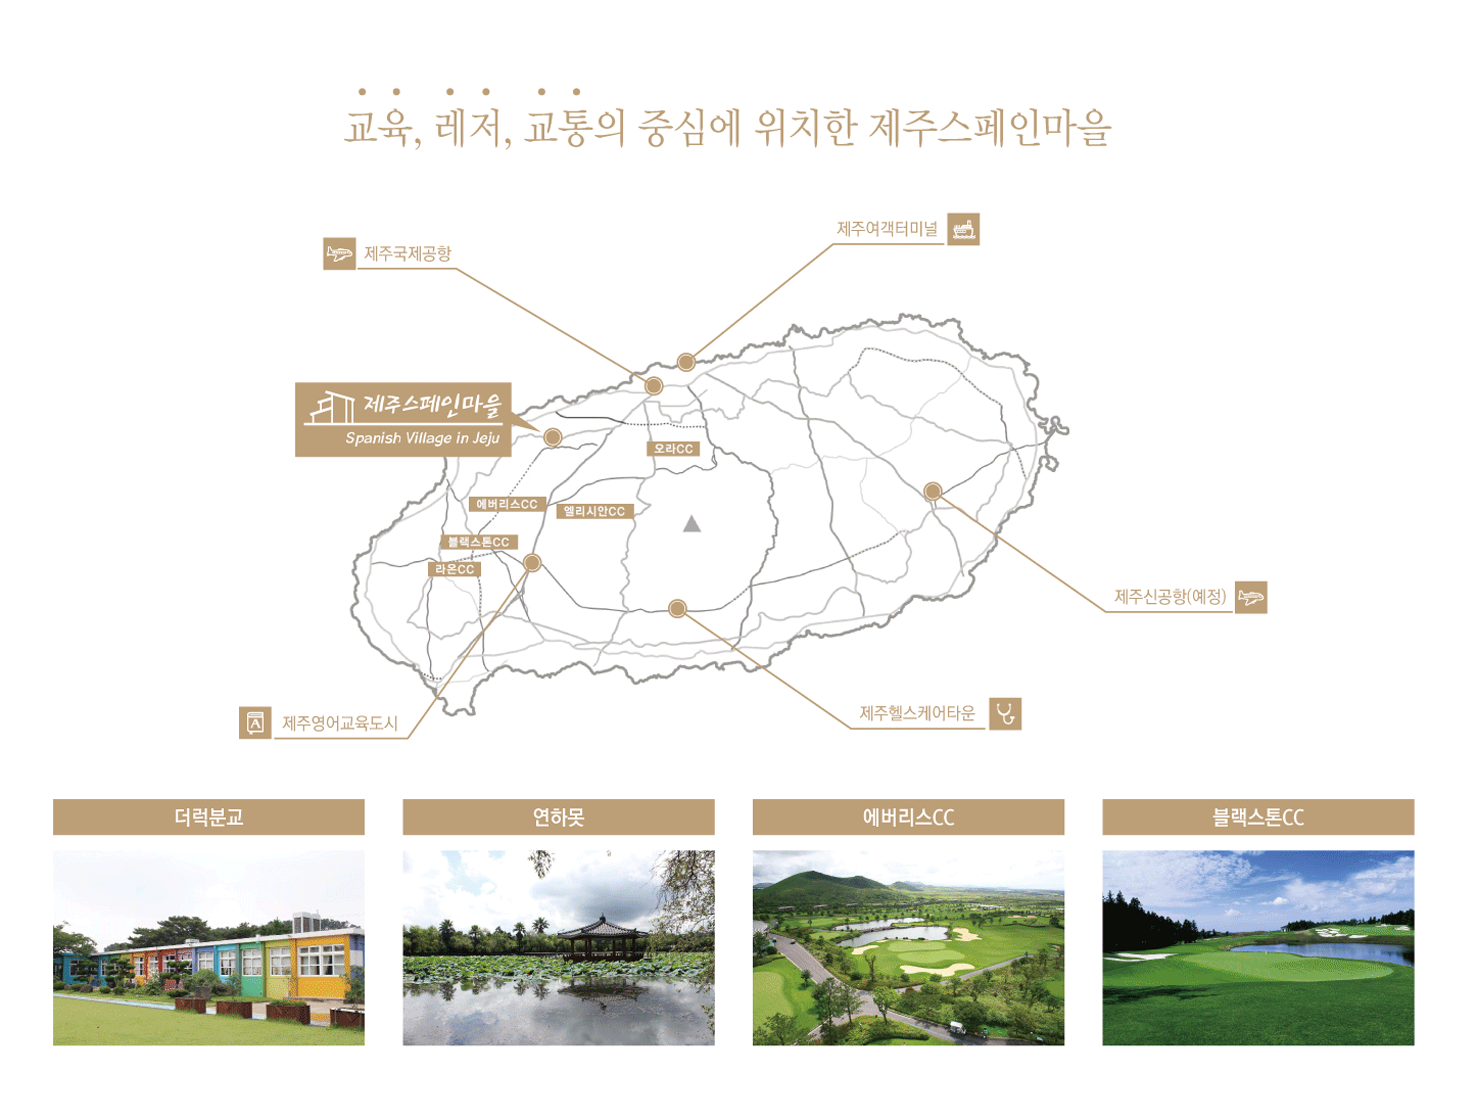 교육, 레저, 교통의 중심에 위치한 제주스페인마을
제주여객터미널
제주국제공항
제주스페인마을
Spanish Village in Jeju
오라CC
에버리스CC
엘리시안CC
블랙스톤CC
라온CC
제주신공항(예정)
제주헬스케어타운
A
제주영어교육도시
더럭분교
연하못
에버리스CC
블랙스톤CC